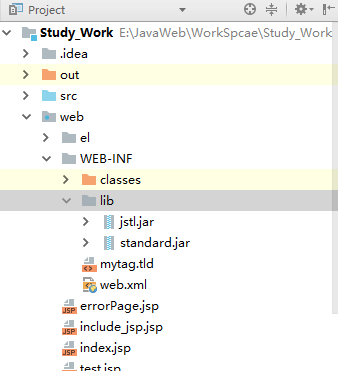 Project
Study_Work E:\JavaWeb\WorkSpcae\Study_Work
.idea
out
src
web
el
WEB-INF
classes
lib
jstl.jar
standard.jar
mytag.tld
web.xml
errorPage.jsp
include_jsp.jsp
index.jsp
test.jsp